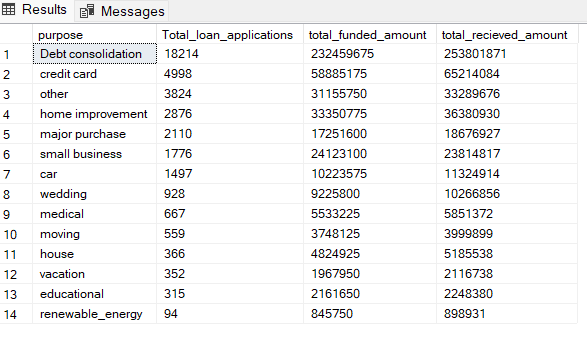 Results Messages
purpose Total_loan_applications total_funded_amount total_recieved_amount
1 Debt consolidation 18214 232459675 253801871
2 credit card 4998 58885175 65214084
3 other 3824 31155750 33289676
4 home improvement 2876 33350775 36380930
5 major purchase 2110 17251600 18676927
6 small business 1776 24123100 23814817
7 car 1497 10223575 11324914
8 wedding 928 9225800 10266856
9 medical 667 5533225 5851372
10 moving 559 3748125 3999899
11 house 366 4824925 5185538
12 vacation 352 1967950 2116738
13 educational 315 2161650 2248380
14 renewable_energy 94 845750 898931